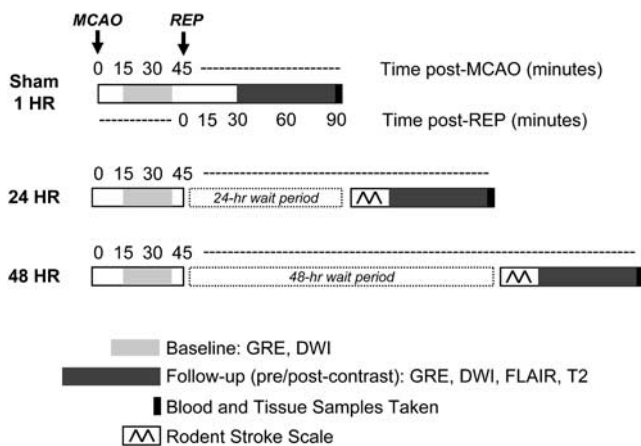 MCAO REP
0 15 30 45 Time post-MCAO (minutes)
Sham
1 HR
0 15 30 60 90 Time post-REP (minutes)
0 15 30 45
24 HR 24-hr wait period
0 15 30 45
48 HR 48-hr wait period
Baseline: GRE, DWI
Follow-up (pre/post-contrast): GRE, DWI, FLAIR, T2
Blood and Tissue Samples Taken
Rodent Stroke Scale